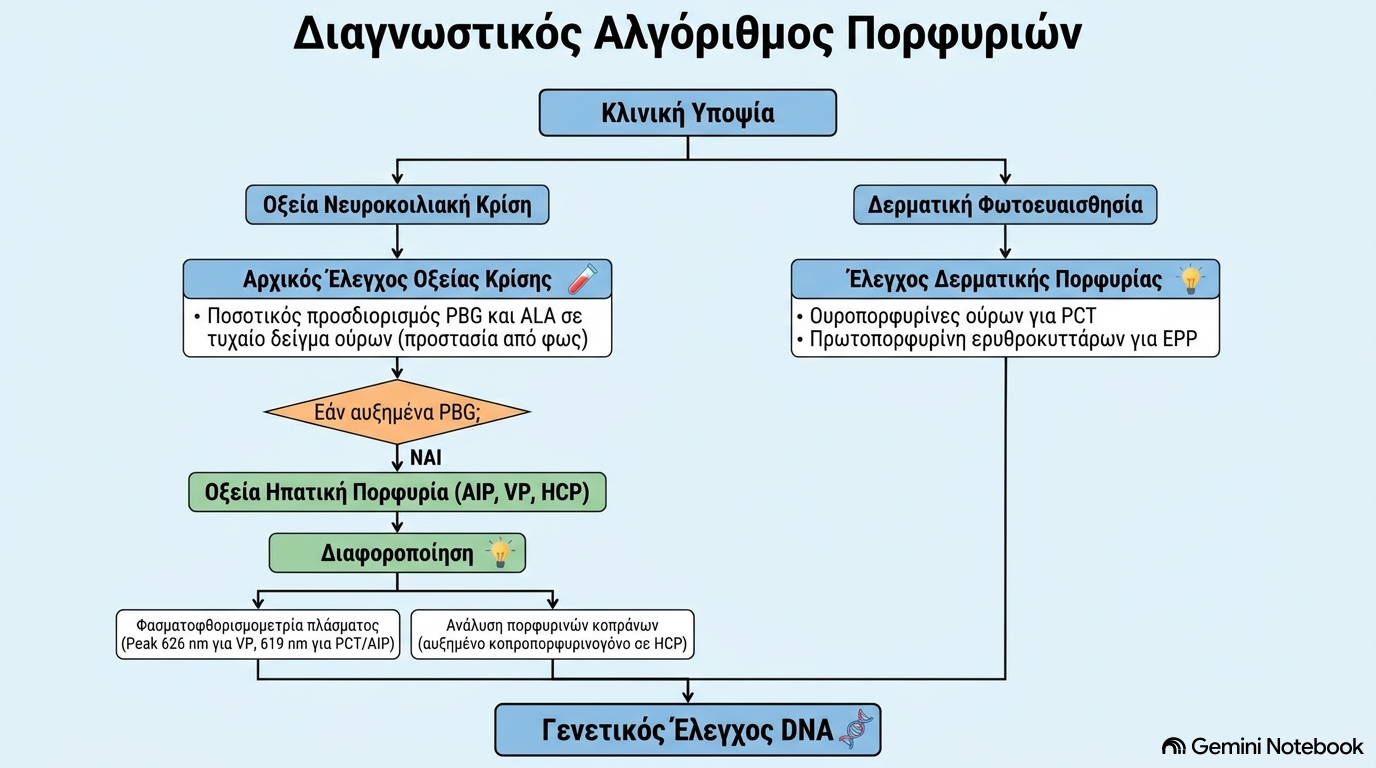 Διαγνωστικός Αλγόριθμος Πορφυριών
Κλινική Υποψία
Οξεία Νευροκοιλιακή Κρίση
Δερματική Φωτοευαισθησία
Αρχικός Έλεγχος Οξείας Κρίσης
• Ποσοτικός προσδιορισμός PBG και ALA σε
τυχαίο δείγμα ούρων (προστασία από φως)
Έλεγχος Δερματικής Πορφυρίας
• Ουροπορφυρίνες ούρων για PCT
• Πρωτοπορφυρίνη ερυθροκυττάρων για EPP
Εάν αυξημένα PBG;
ΝΑΙ
Οξεία Ηπατική Πορφυρία (AIP, VP, HCP)
Διαφοροποίηση
Φασματοφθορισμομετρία πλάσματος
(Peak 626 nm για VP, 619 nm για PCT/AIP)
Ανάλυση πορφυρινών κοπράνων
(αυξημένο κοπροπορφυρινογόνο σε HCP)
Γενετικός Έλεγχος DNA
Gemini Notebook